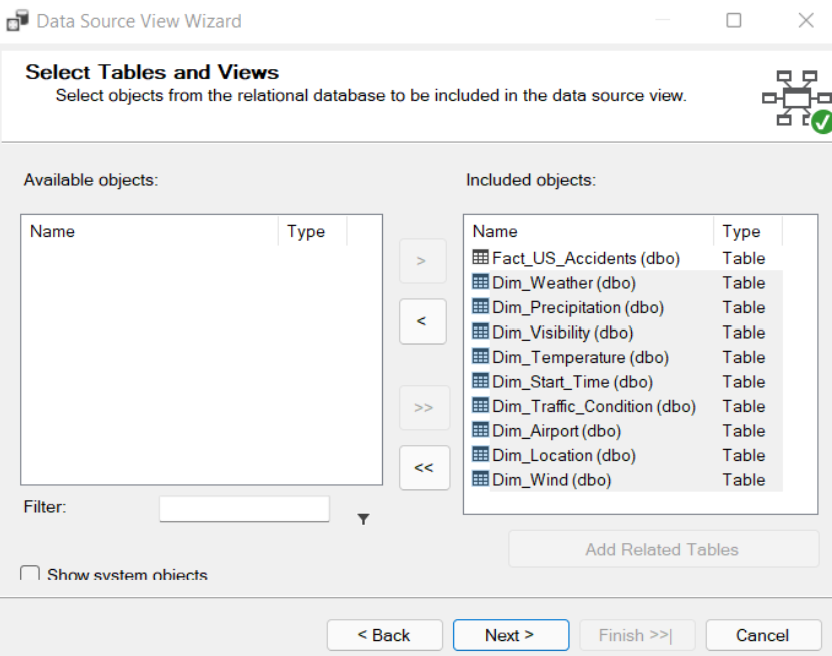 Data Source View Wizard
Select Tables and Views
Select objects from the relational database to be included in the data source view.
Available objects:
Included objects:
Name Type
Name Type
Fact_US_Accidents (dbo) Table
Dim_Weather (dbo) Table
Dim_Precipitation (dbo) Table
Dim_Visibility (dbo) Table
Dim_Temperature (dbo) Table
Dim_Start_Time (dbo) Table
Dim_Traffic_Condition (dbo) Table
Dim_Airport (dbo) Table
Dim_Location (dbo) Table
Dim_Wind (dbo) Table
>
<
>>
<<
Filter:
Add Related Tables
Show system objects
< Back
Next >
Finish >>|
Cancel